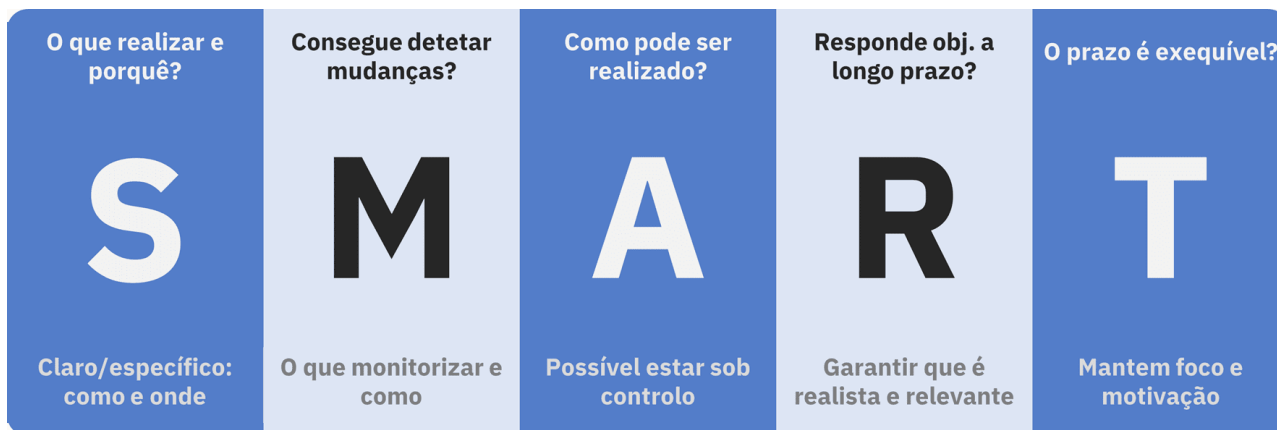 O que realizar e
porquê?
S
Claro/específico:
como e onde
Consegue detetar
mudanças?
M
O que monitorizar e
como
Como pode ser
realizado?
A
Possível estar sob
controlo
Responde obj. a
longo prazo?
R
Garantir que é
realista e relevante
O prazo é exequível?
T
Mantem foco e
motivação